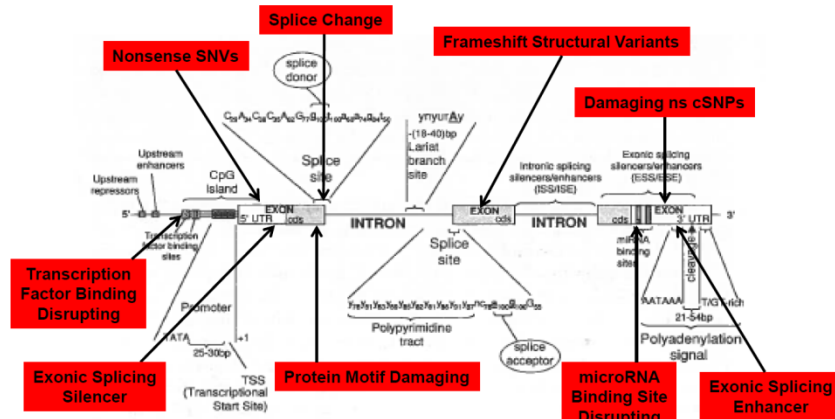 Splice Change
Nonsense SNVs
Frameshift Structural Variants
Damaging ns cSNPs
splice
donor
ynyurAy
-(18-40)bp
Lariat
branch
site
Splice
site
Upstream
enhancers
Upstream
repressors
CpG
Island
Intronic splicing
silencers/enhancers
(ISS/ISE)
Exonic splicing
silencers/enhancers
(ESS/ESE)
5'
EXON
5' UTR
cds
INTRON
EXON
cds
INTRON
cds
EXON
3' UTR
3'
Transcription
factor binding
sites
Splice
site
miRNA
binding
sites
cleavage
Transcription
Factor Binding
Disrupting
Promoter
TATA
25-30bp
+1
TSS
(Transcriptional
Start Site)
Polypyrimidine
tract
splice
acceptor
AATAAA
T/GT-rich
21-54bp
Polyadenylation
signal
Exonic Splicing
Silencer
Protein Motif Damaging
microRNA
Binding Site
Disrupting
Exonic Splicing
Enhancer